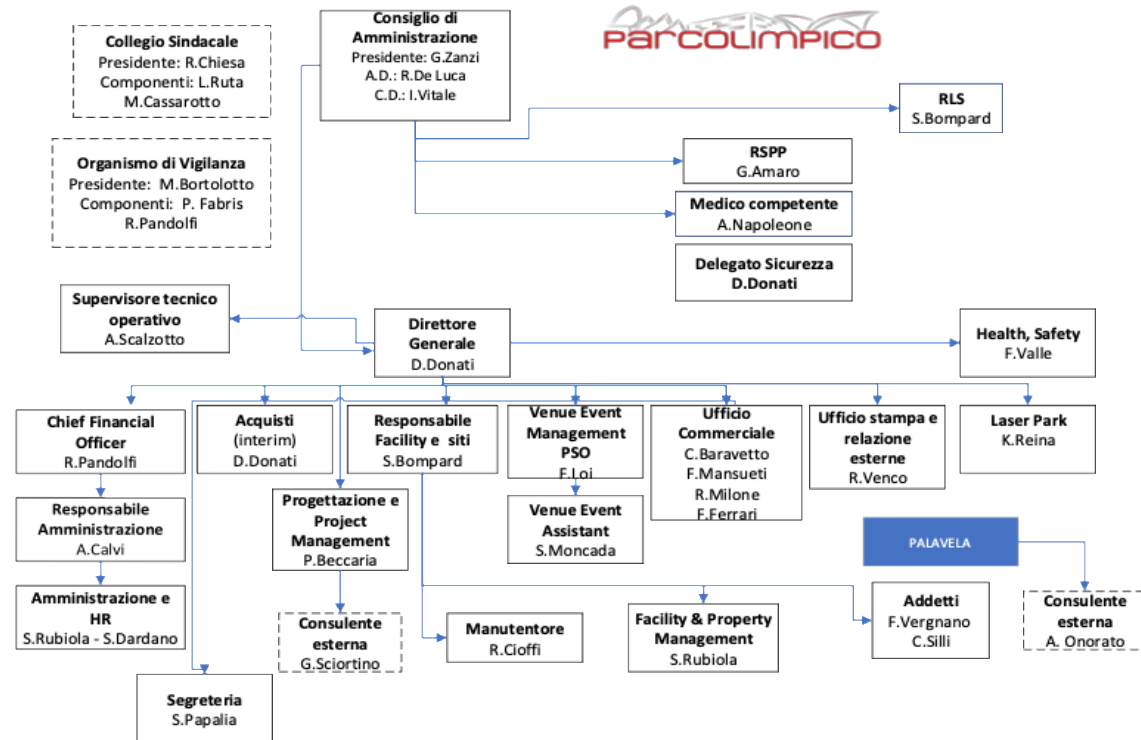 PARCOLIMPICO
Collegio Sindacale
Presidente: R.Chiesa
Componenti: L.Ruta
M.Cassarotto
Consiglio di
Amministrazione
Presidente: G.Zanzi
A.D.: R.De Luca
C.D.: I.Vitale
RLS
S.Bompard
Organismo di Vigilanza
Presidente: M.Bortolotto
Componenti: P. Fabris
R.Pandolfi
RSPP
G.Amaro
Medico competente
A.Napoleone
Delegato Sicurezza
D.Donati
Supervisore tecnico
operativo
A.Scalzotto
Direttore
Generale
D.Donati
Health, Safety
F.Valle
Chief Financial
Officer
R.Pandolfi
Acquisti
(interim)
D.Donati
Responsabile
Facility e siti
S.Bompard
Venue Event
Management
PSO
F.Loi
Ufficio
Commerciale
C.Baravetto
F.Mansueti
R.Milone
F.Ferrari
Ufficio stampa e
relazione
esterne
R.Venco
Laser Park
K.Reina
Responsabile
Amministrazione
A.Calvi
Progettazione e
Project
Management
P.Beccaria
Venue Event
Assistant
S.Moncada
PALAVELA
Amministrazione e
HR
S.Rubiola - S.Dardano
Consulente
esterna
G.Sciortino
Manutentore
R.Cioffi
Facility & Property
Management
S.Rubiola
Addetti
F.Vergnano
C.Silli
Consulente
esterna
A. Onorato
Segreteria
S.Papalia